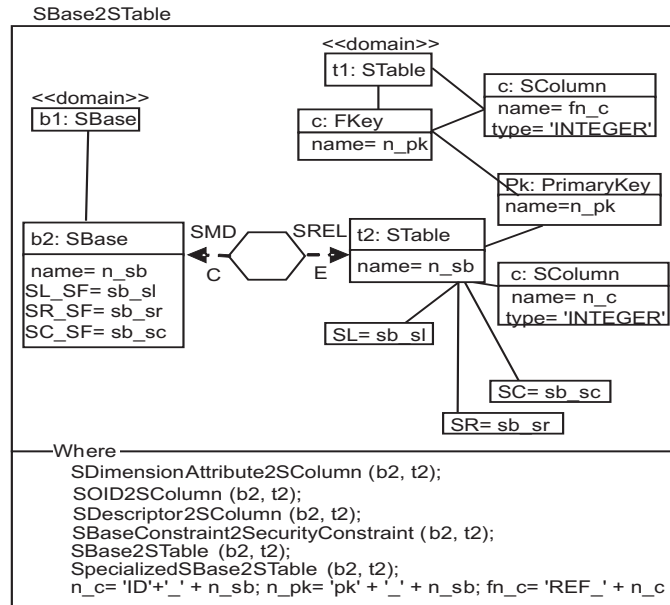 SBase2STable
<<domain>>
b1: SBase
b2: SBase
name= n_sb
SL_SF= sb_sl
SR_SF= sb_sr
SC_SF= sb_sc
SMD
C
SREL
E
<<domain>>
t1: STable
c: FKey
name= n_pk
c: SColumn
name= fn_c
type= 'INTEGER'
Pk: PrimaryKey
name=n_pk
t2: STable
name= n_sb
c: SColumn
name= n_c
type= 'INTEGER'
SL= sb_sl
SC= sb_sc
SR= sb_sr
Where
SDimensionAttribute2SColumn (b2, t2);
SOID2SColumn (b2, t2);
SDescriptor2SColumn (b2, t2);
SBaseConstraint2SecurityConstraint (b2, t2);
SBase2STable (b2, t2);
SpecializedSBase2STable (b2, t2);
n_c= 'ID'+'_' + n_sb; n_pk= 'pk' + '_' + n_sb; fn_c= 'REF_' + n_c